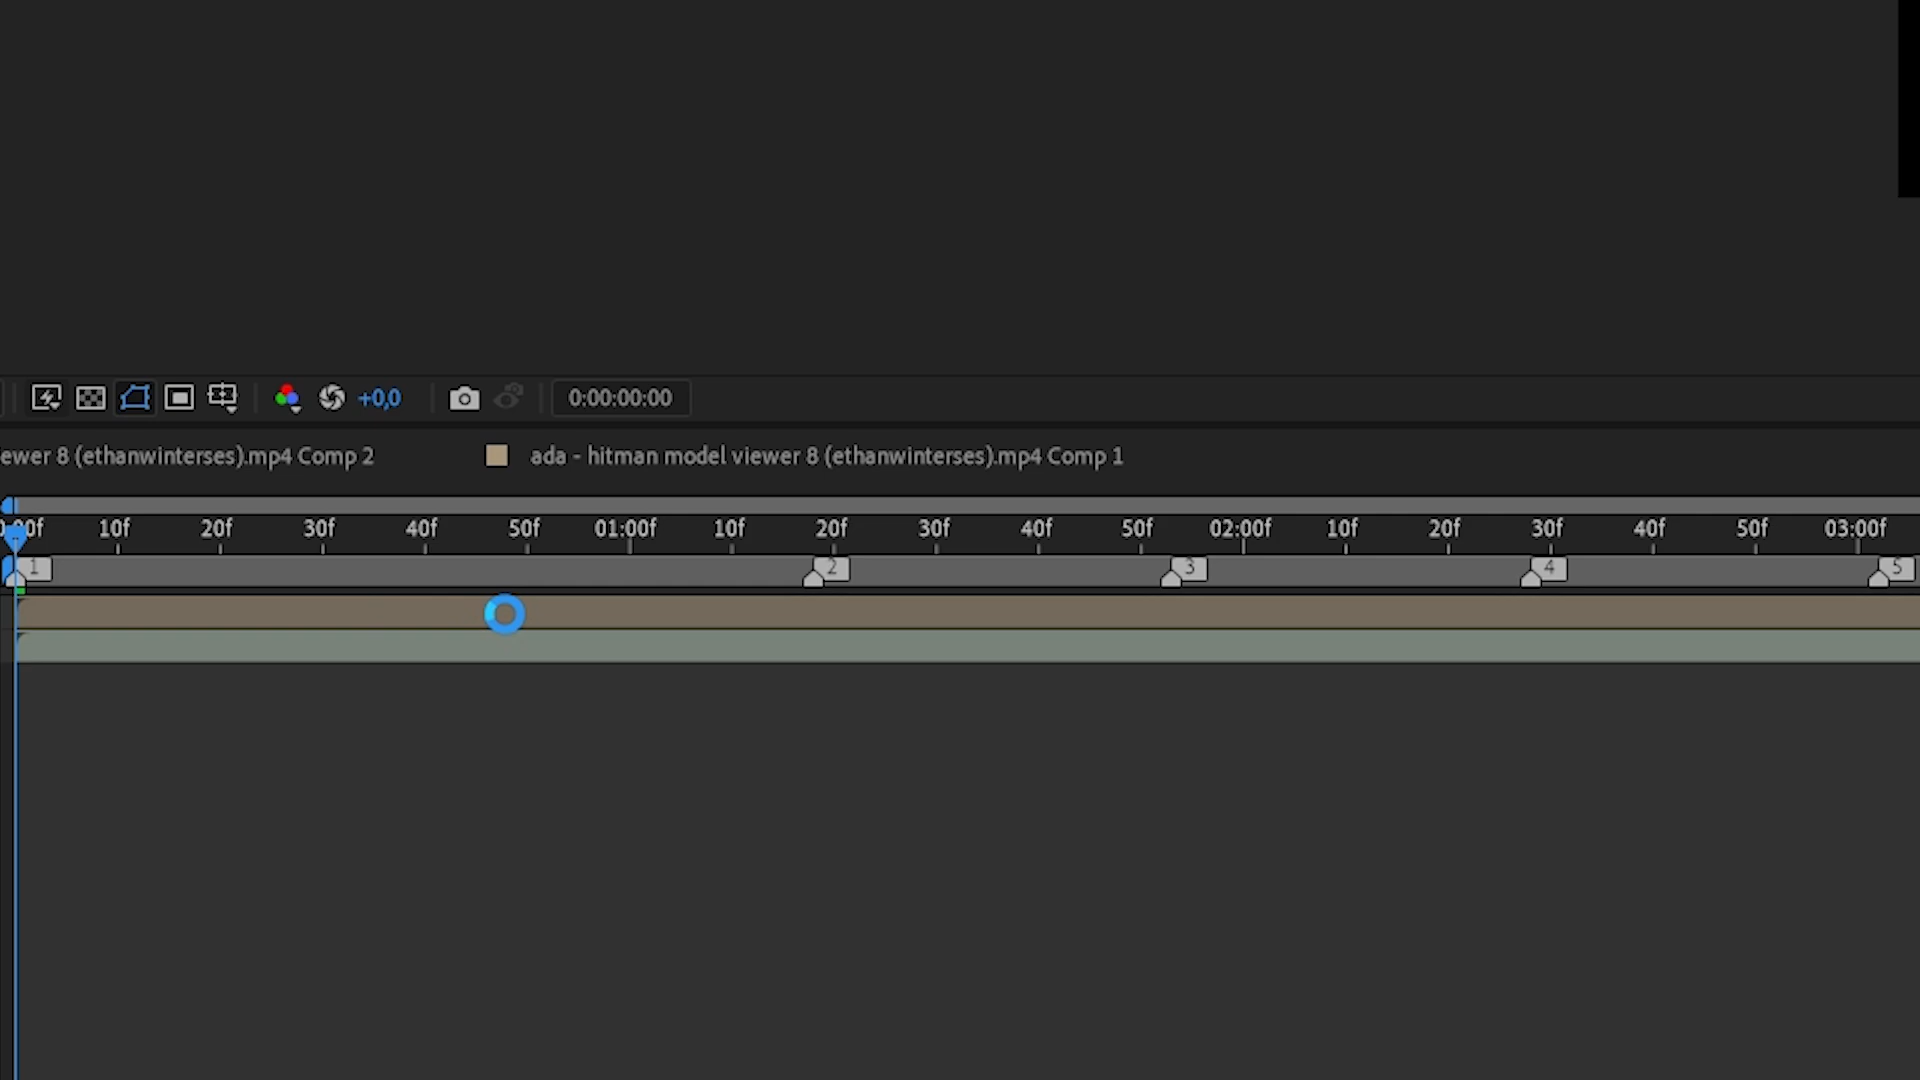 +0,0 0:00:00:00
ewer 8 (ethanwinterses).mp4 Comp 2 ada - hitman model viewer 8 (ethanwinterses).mp4 Comp 1
10f 20f 30f 40f 50f 01:00f 10f 20f 30f 40f 50f 02:00f 10f 20f 30f 40f 50f 03:00f
1 2 3 4 5